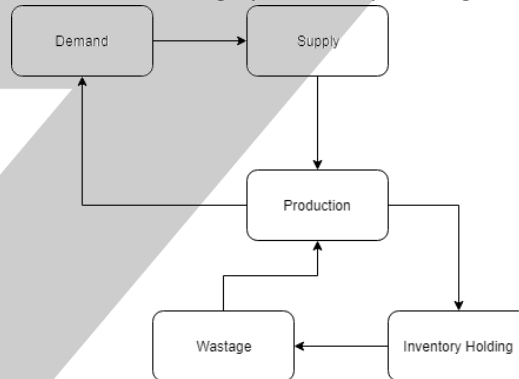 Demand
Supply
Production
Wastage
Inventory Holding